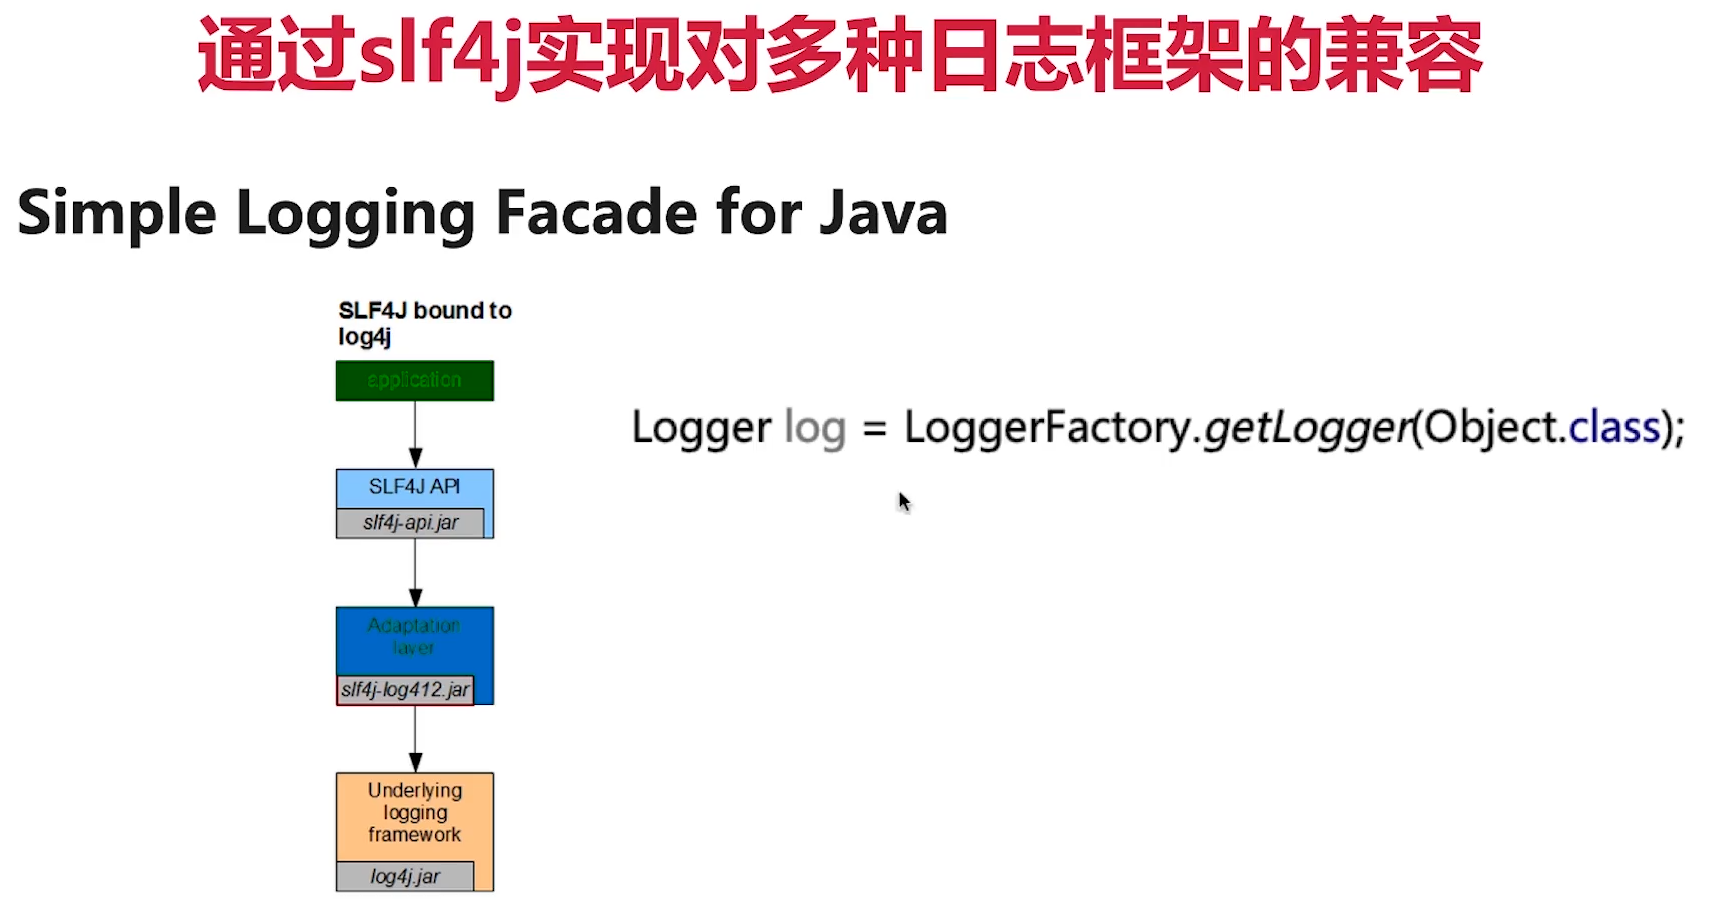 通过slf4j实现对多种日志框架的兼容
Simple Logging Facade for Java
SLF4J bound to
log4j
application
SLF4J API
slf4j-api.jar
Adaptation
layer
slf4j-log412.jar
Underlying
logging
framework
log4j.jar
Logger log = LoggerFactory.getLogger(Object.class);